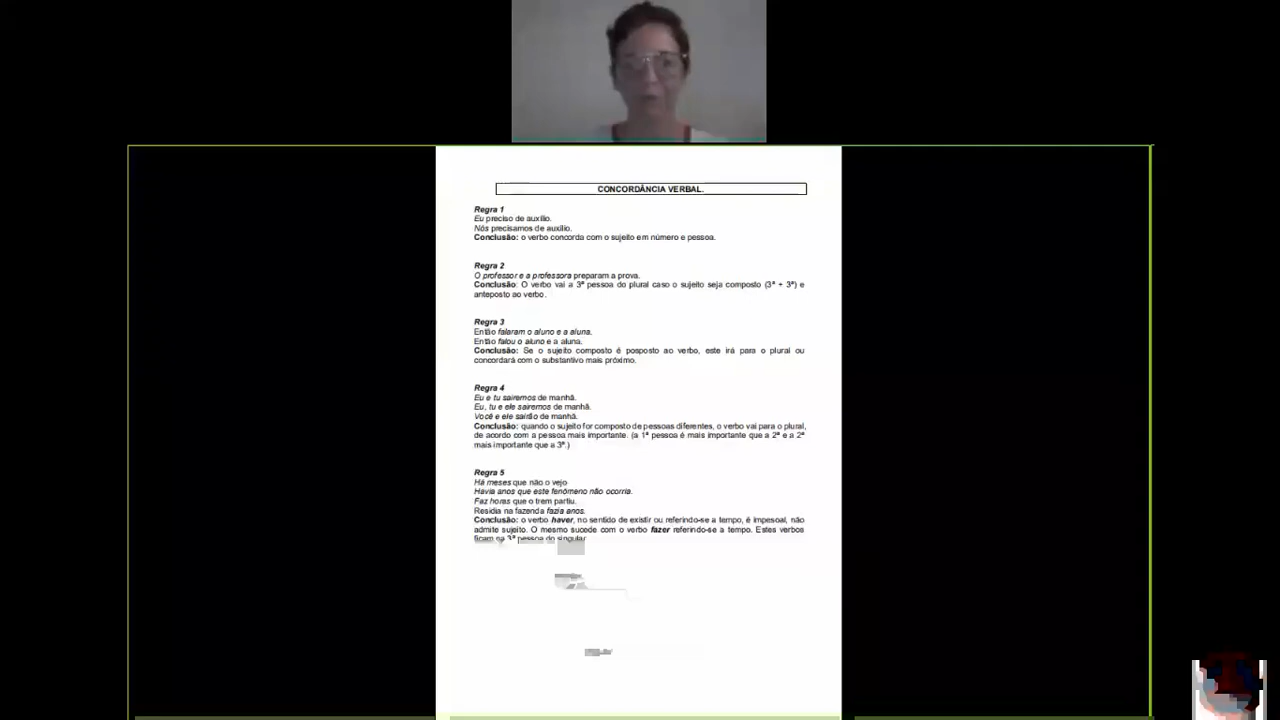 CONCORDÂNCIA VERBAL.
Regra 1
Eu preciso de auxílio.
Nós precisamos de auxílio.
Conclusão: o verbo concorda com o sujeito em número e pessoa.
Regra 2
O professor e a professora preparam a prova.
Conclusão: O verbo vai a 3ª pessoa do plural caso o sujeito seja composto (3ª + 3ª) e
anteposto ao verbo.
Regra 3
Então falaram o aluno e a aluna.
Então falou o aluno e a aluna.
Conclusão: Se o sujeito composto é posposto ao verbo, este irá para o plural ou
concordará com o substantivo mais próximo.
Regra 4
Eu e tu sairemos de manhã.
Eu, tu e ele sairemos de manhã.
Você e ele sairão de manhã.
Conclusão: quando o sujeito for composto de pessoas diferentes, o verbo vai para o plural,
de acordo com a pessoa mais importante. (a 1ª pessoa é mais importante que a 2ª e a 2ª
mais importante que a 3ª.)
Regra 5
Há meses que não o vejo
Havia anos que este fenômeno não ocorria.
Faz horas que o trem partiu.
Residia na fazenda fazia anos.
Conclusão: o verbo haver, no sentido de existir ou referindo-se a tempo, é impesoal, não
admite sujeito. O mesmo sucede com o verbo fazer referindo-se a tempo. Estes verbos
ficam na 3ª pessoa do singular